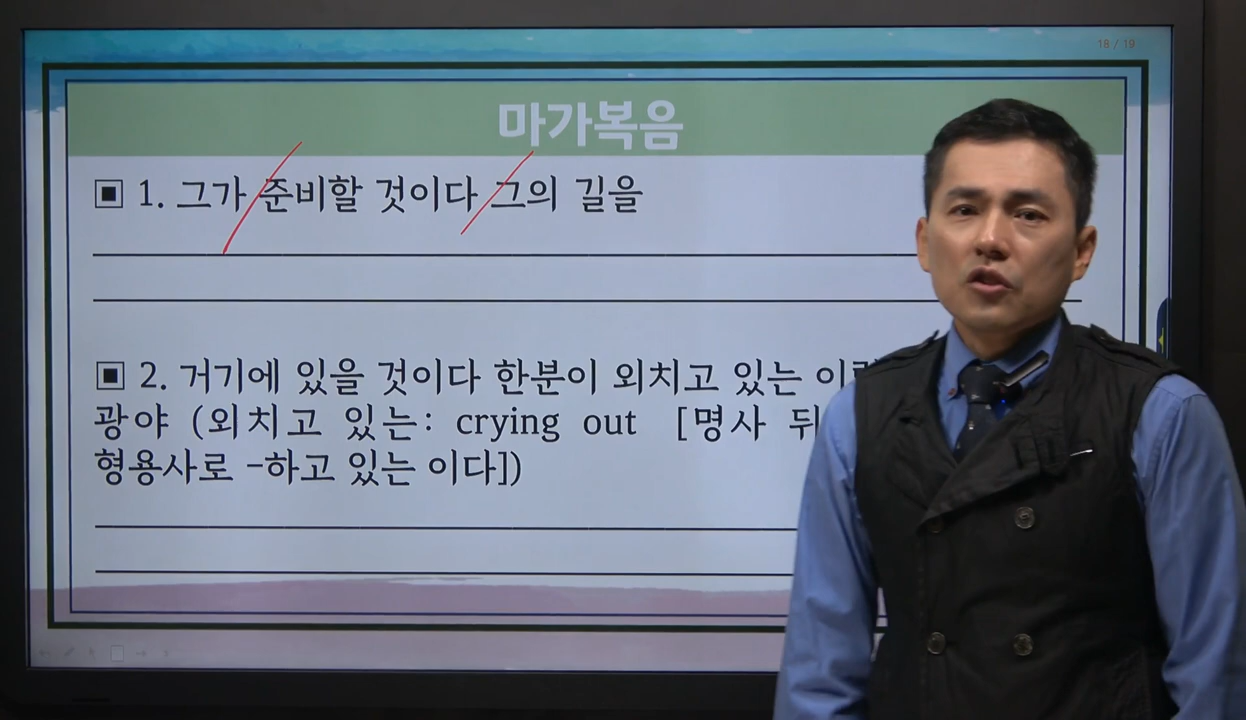 18 / 19
마가복음
▣ 1. 그가 준비할 것이다 그의 길을
▣ 2. 거기에 있을 것이다 한분이 외치고 있는
광야 (외치고 있는: crying out [명사 뒤
형용사로 -하고 있는 이다])